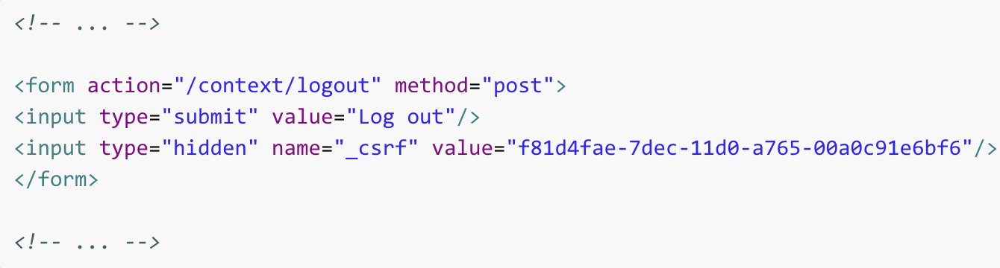 <!-- ... -->
<form action="/context/logout" method="post">
<input type="submit" value="Log out"/>
<input type="hidden" name="_csrf" value="f81d4fae-7dec-11d0-a765-00a0c91e6bf6"/>
</form>
<!-- ... -->